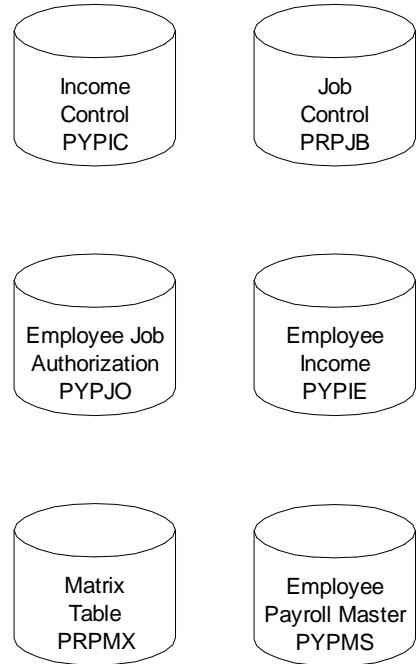 Income
Control
PYPIC
Job
Control
PRPJB
Employee Job
Authorization
PYPJO
Employee
Income
PYPIE
Matrix
Table
PRPMX
Employee
Payroll Master
PYPMS